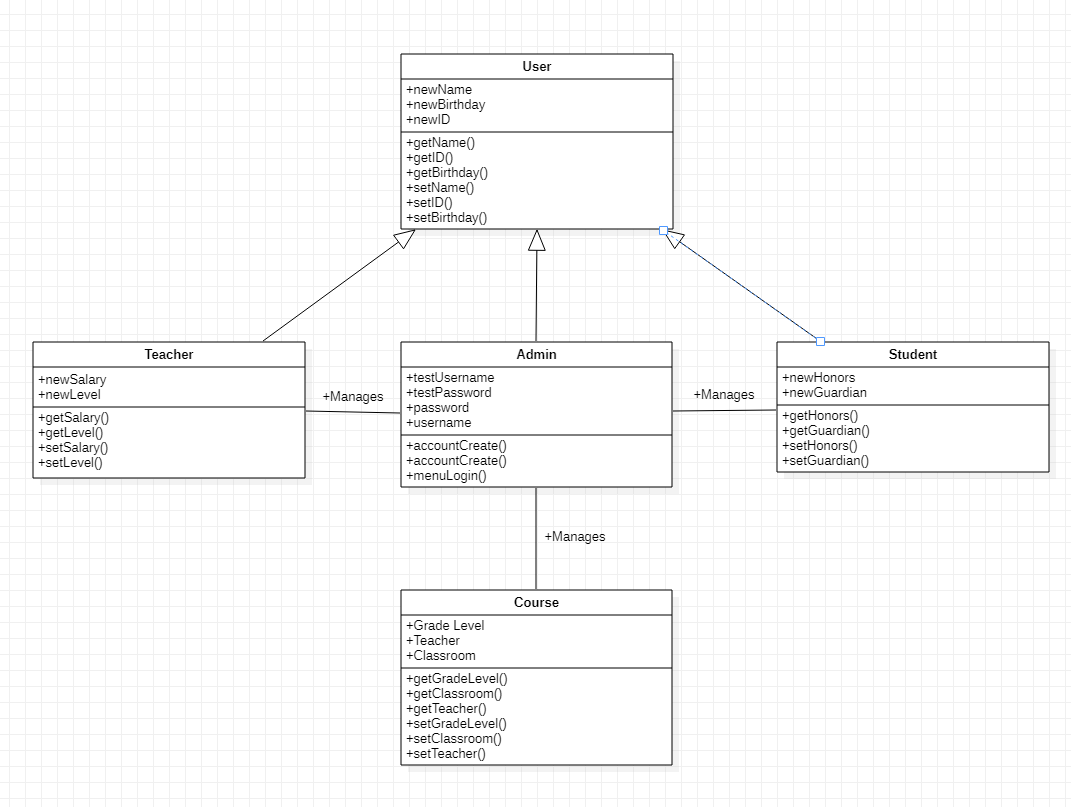 User
+newName
+newBirthday
+newID
+getName()
+getID()
+getBirthday()
+setName()
+setID()
+setBirthday()
Teacher
+newSalary
+newLevel
+getSalary()
+getLevel()
+setSalary()
+setLevel()
+Manages
Admin
+testUsername
+testPassword
+password
+username
+accountCreate()
+accountCreate()
+menuLogin()
+Manages
Student
+newHonors
+newGuardian
+getHonors()
+getGuardian()
+setHonors()
+setGuardian()
+Manages
Course
+Grade Level
+Teacher
+Classroom
+getGradeLevel()
+getClassroom()
+getTeacher()
+setGradeLevel()
+setClassroom()
+setTeacher()